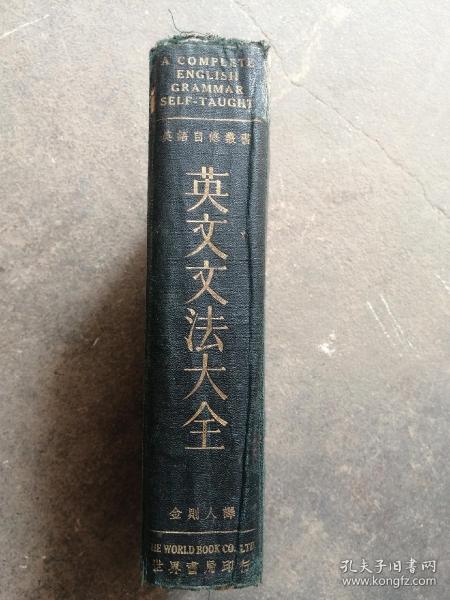 A COMPLETE
ENGLISH
GRAMMAR
SELF-TAUGHT
英語自修叢書
英文文法大全
金則人譯
THE WORLD BOOK CO., LTD.
世界書局印行
孔夫子旧书网
book.kongfz.com